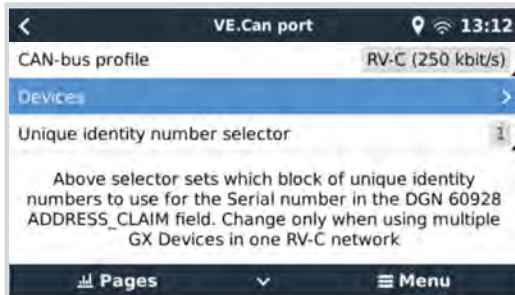 VE.Can port 13:12
CAN-bus profile RV-C (250 kbit/s)
Devices
Unique identity number selector 1
Above selector sets which block of unique identity
numbers to use for the Serial number in the DGN 60928
ADDRESS_CLAIM field. Change only when using multiple
GX Devices in one RV-C network
Pages Menu